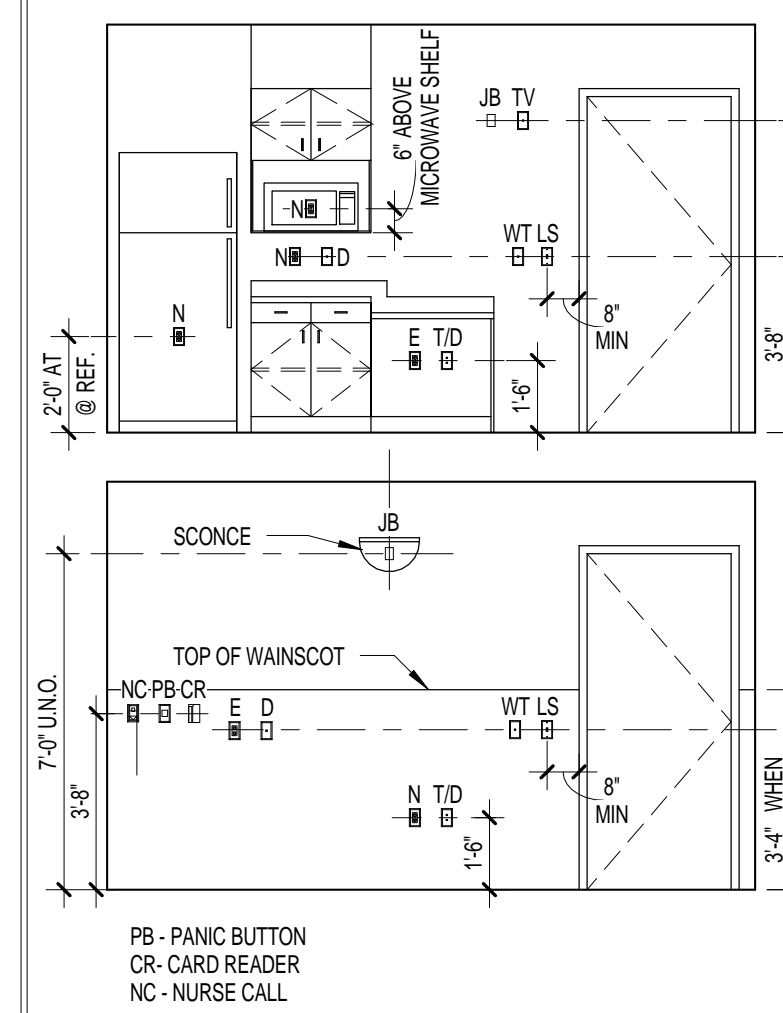 6" ABOVE
MICROWAVE SHELF
JB TV
N
N D
WT LS
N
8"
MIN
3'-8"
E T/D
2'-0" AT
@ REF.
1'-6"
JB
SCONCE
TOP OF WAINSCOT
7'-0" U.N.O.
NC PB CR
E D
WT LS
3'-8"
N T/D
8"
MIN
1'-6"
3'-4" WHEN
PB - PANIC BUTTON
CR- CARD READER
NC - NURSE CALL